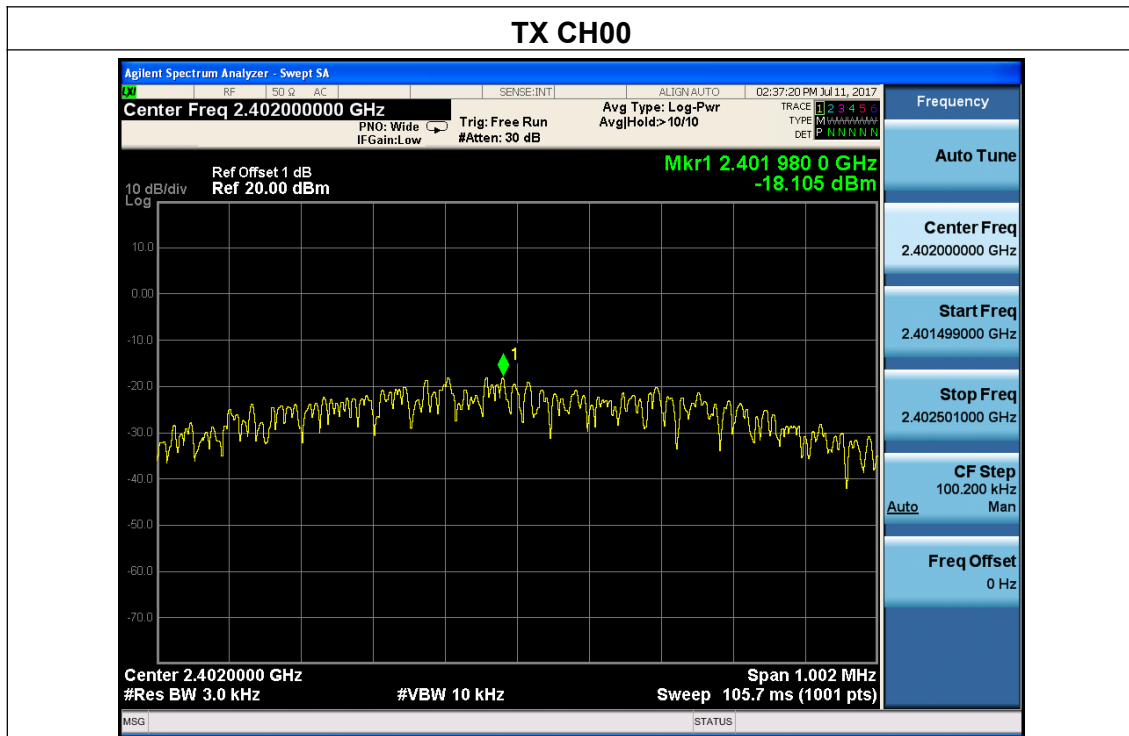 TX CH00
Agilent Spectrum Analyzer - Swept SA
LXI RF 50 Ω AC SENSE:INT ALIGN AUTO 02:37:20 PM Jul 11, 2017
Center Freq 2.402000000 GHz
PNO: Wide
IFGain:Low
Trig: Free Run
#Atten: 30 dB
Avg Type: Log-Pwr
Avg|Hold:>10/10
TRACE 1 2 3 4 5 6
TYPE M
DET P N N N N N
Mkr1 2.401 980 0 GHz
-18.105 dBm
Ref Offset 1 dB
10 dB/div Ref 20.00 dBm
Log
10.0
0.00
-10.0
1
-20.0
-30.0
-40.0
-50.0
-60.0
-70.0
Center 2.4020000 GHz Span 1.002 MHz
#Res BW 3.0 kHz #VBW 10 kHz Sweep 105.7 ms (1001 pts)
MSG STATUS
Frequency
Auto Tune
Center Freq
2.402000000 GHz
Start Freq
2.401499000 GHz
Stop Freq
2.402501000 GHz
CF Step
100.200 kHz
Auto Man
Freq Offset
0 Hz